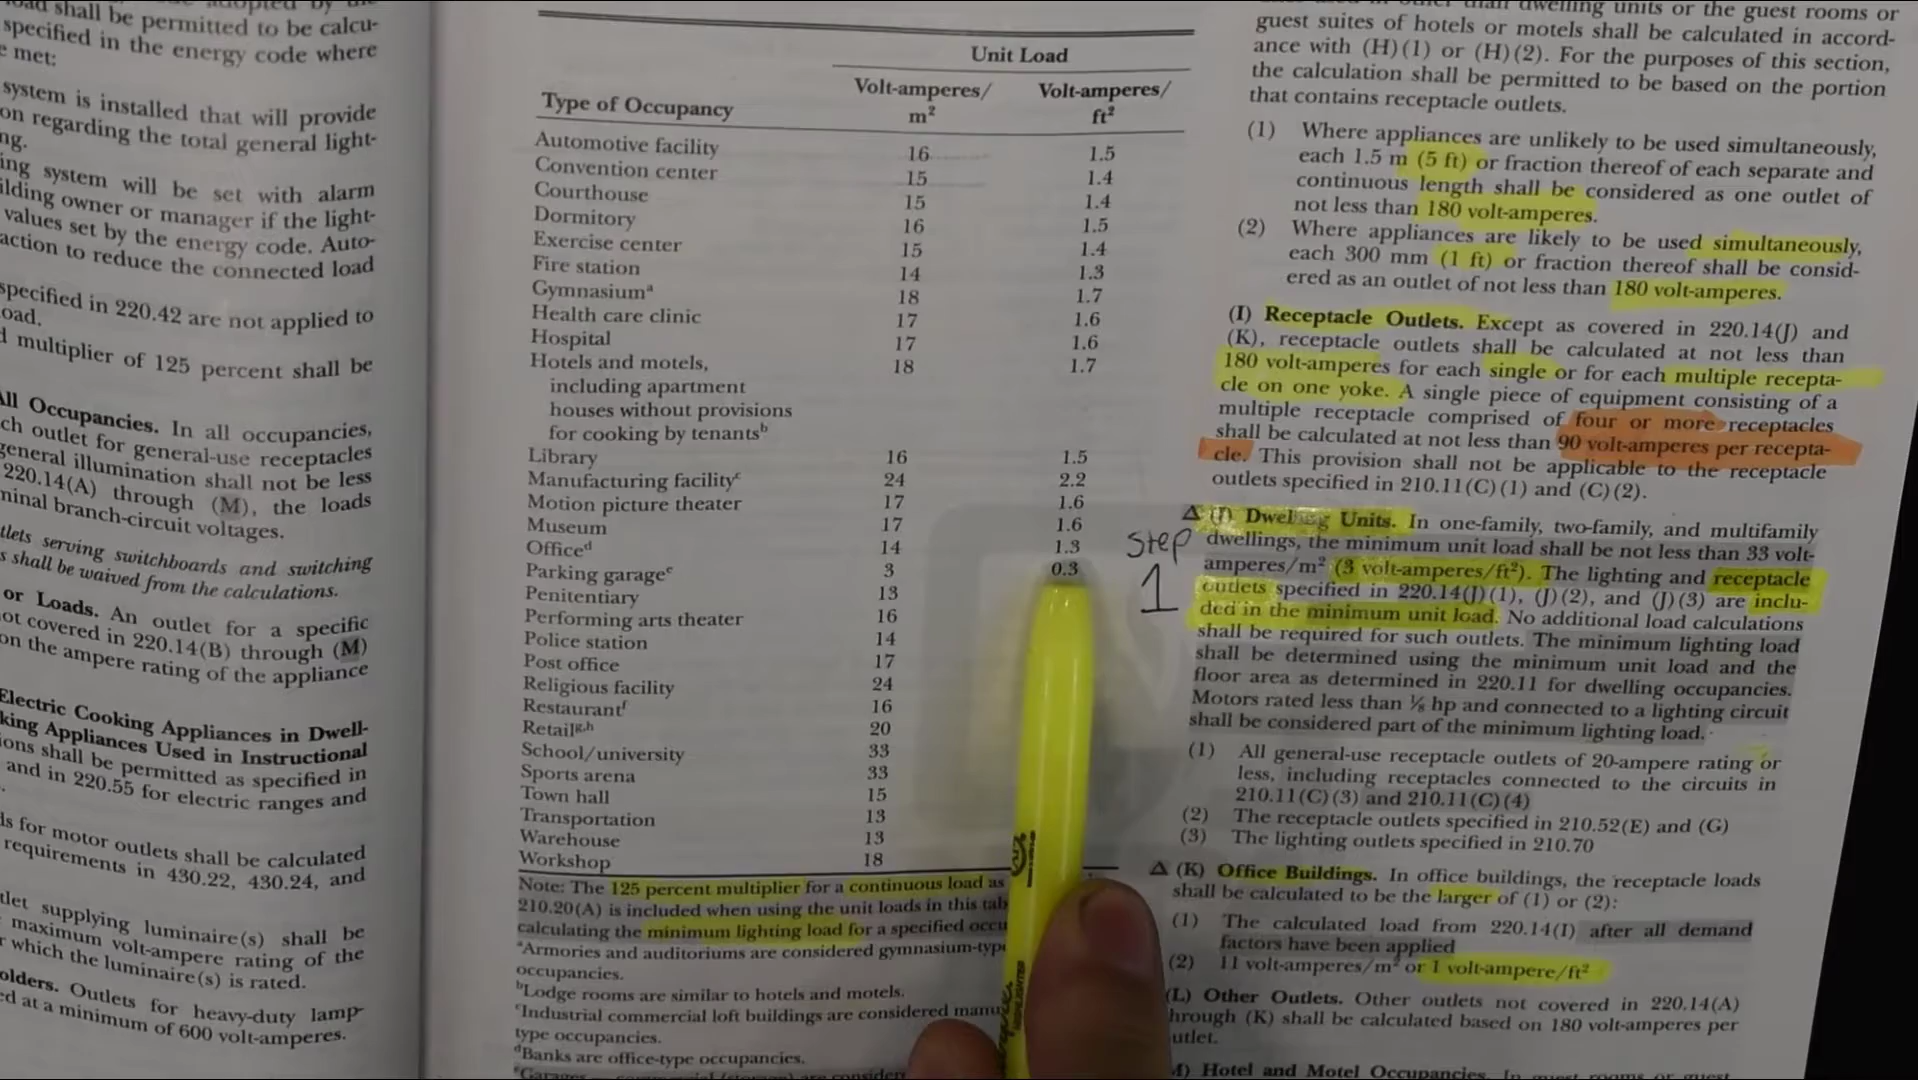 shall be permitted to be calcu-
specified in the energy code where
met:
system is installed that will provide
on regarding the total general light-
ng.
ing system will be set with alarm
ilding owner or manager if the light-
values set by the energy code. Auto-
action to reduce the connected load
specified in 220.42 are not applied to
oad.
multiplier of 125 percent shall be
All Occupancies. In all occupancies,
ch outlet for general-use receptacles
general illumination shall not be less
220.14(A) through (M), the loads
minal branch-circuit voltages.
tlets serving switchboards and switching
s shall be waived from the calculations.
or Loads. An outlet for a specific
ot covered in 220.14(B) through (M)
on the ampere rating of the appliance
Electric Cooking Appliances in Dwell-
king Appliances Used in Instructional
ions shall be permitted as specified in
and in 220.55 for electric ranges and
ds for motor outlets shall be calculated
requirements in 430.22, 430.24, and
tlet supplying luminaire(s) shall be
maximum volt-ampere rating of the
r which the luminaire(s) is rated.
olders. Outlets for heavy-duty lamp-
ed at a minimum of 600 volt-amperes.
Unit Load
Type of Occupancy Volt-amperes/ m² Volt-amperes/ ft²
Automotive facility 16 1.5
Convention center 15 1.4
Courthouse 15 1.4
Dormitory 16 1.5
Exercise center 15 1.4
Fire station 14 1.3
Gymnasiumᵃ 18 1.7
Health care clinic 17 1.6
Hospital 17 1.6
Hotels and motels, 18 1.7
including apartment
houses without provisions
for cooking by tenantsᵇ
Library 16 1.5
Manufacturing facilityᶜ 24 2.2
Motion picture theater 17 1.6
Museum 17 1.6
Officeᵈ 14 1.3
Parking garageᵉ 3 0.3
Penitentiary 13
Performing arts theater 16
Police station 14
Post office 17
Religious facility 24
Restaurantᶠ 16
Retailᵍ,ʰ 20
School/university 33
Sports arena 33
Town hall 15
Transportation 13
Warehouse 13
Workshop 18
Note: The 125 percent multiplier for a continuous load as
210.20(A) is included when using the unit loads in this tab
calculating the minimum lighting load for a specified occu
ᵃArmories and auditoriums are considered gymnasium-type
occupancies.
ᵇLodge rooms are similar to hotels and motels.
ᶜIndustrial commercial loft buildings are considered manu
type occupancies.
ᵈBanks are office-type occupancies.
than dwelling units or the guest rooms or
guest suites of hotels or motels shall be calculated in accord-
ance with (H)(1) or (H)(2). For the purposes of this section,
the calculation shall be permitted to be based on the portion
that contains receptacle outlets.
(1) Where appliances are unlikely to be used simultaneously,
each 1.5 m (5 ft) or fraction thereof of each separate and
continuous length shall be considered as one outlet of
not less than 180 volt-amperes.
(2) Where appliances are likely to be used simultaneously,
each 300 mm (1 ft) or fraction thereof shall be consid-
ered as an outlet of not less than 180 volt-amperes.
(I) Receptacle Outlets. Except as covered in 220.14(J) and
(K), receptacle outlets shall be calculated at not less than
180 volt-amperes for each single or for each multiple recepta-
cle on one yoke. A single piece of equipment consisting of a
multiple receptacle comprised of four or more receptacles
shall be calculated at not less than 90 volt-amperes per recepta-
cle. This provision shall not be applicable to the receptacle
outlets specified in 210.11(C)(1) and (C)(2).
Step
1
Δ (J) Dwelling Units. In one-family, two-family, and multifamily
dwellings, the minimum unit load shall be not less than 33 volt-
amperes/m² (3 volt-amperes/ft²). The lighting and receptacle
outlets specified in 220.14(J)(1), (J)(2), and (J)(3) are inclu-
ded in the minimum unit load. No additional load calculations
shall be required for such outlets. The minimum lighting load
shall be determined using the minimum unit load and the
floor area as determined in 220.11 for dwelling occupancies.
Motors rated less than ⅛ hp and connected to a lighting circuit
shall be considered part of the minimum lighting load.
(1) All general-use receptacle outlets of 20-ampere rating or
less, including receptacles connected to the circuits in
210.11(C)(3) and 210.11(C)(4)
(2) The receptacle outlets specified in 210.52(E) and (G)
(3) The lighting outlets specified in 210.70
Δ (K) Office Buildings. In office buildings, the receptacle loads
shall be calculated to be the larger of (1) or (2):
(1) The calculated load from 220.14(I) after all demand
factors have been applied
(2) 11 volt-amperes/m² or 1 volt-ampere/ft²
(L) Other Outlets. Other outlets not covered in 220.14(A)
hrough (K) shall be calculated based on 180 volt-amperes per
utlet.
M) Hotel and Motel Occupancies. In guest rooms or guest